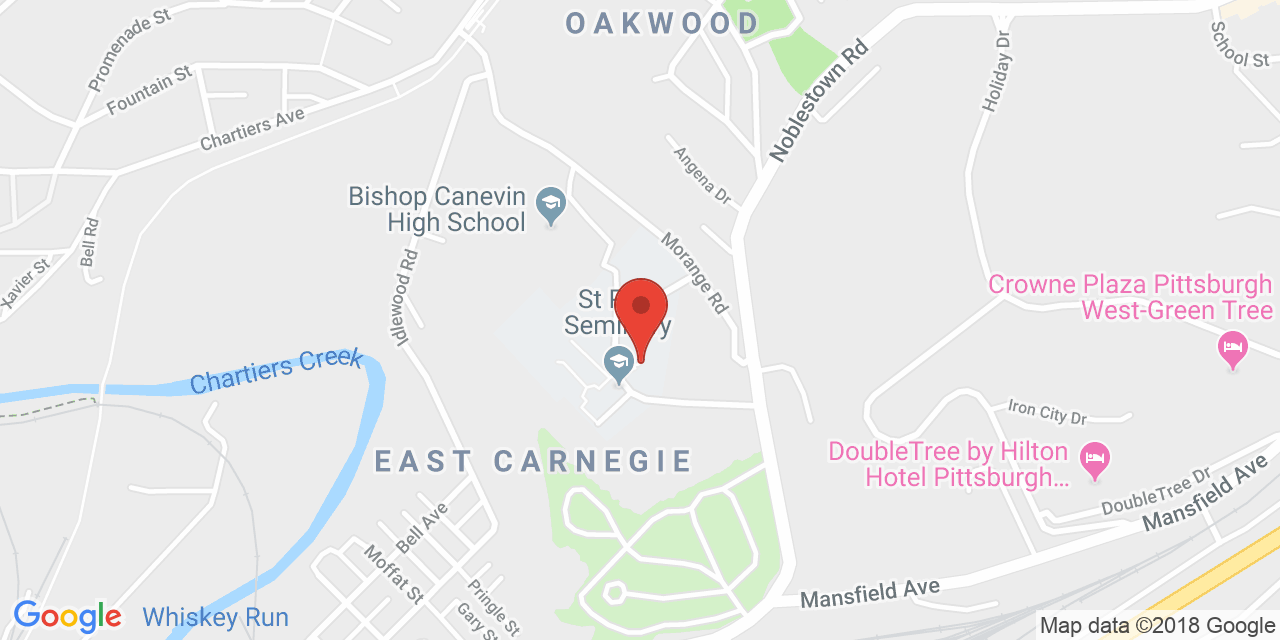 OAKWOOD
Promenade St
Fountain St
Chartiers Ave
Noblestown Rd
Holiday Dr
School St
Angena Dr
Bishop Canevin
High School
Bell Rd
Xavier St
Idlewood Rd
Morange Rd
St P
Semi y
Crowne Plaza Pittsburgh
West-Green Tree
Chartiers Creek
Iron City Dr
EAST CARNEGIE
DoubleTree by Hilton
Hotel Pittsburgh...
DoubleTree Dr
Mansfield Ave
Bell Ave
Moffat St
Pringle St
Gary St
Mansfield Ave
Google
Whiskey Run
Map data ©2018 Google